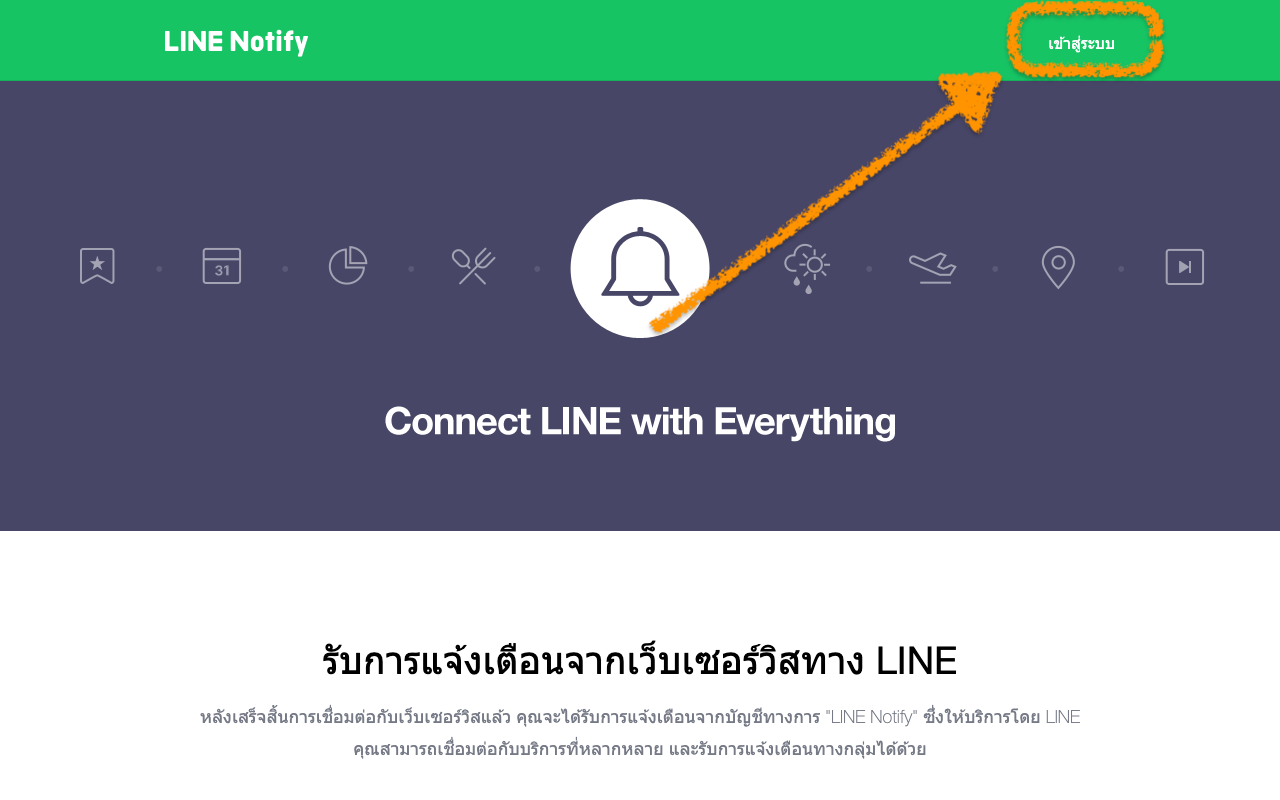 LINE Notify
เข้าสู่ระบบ
31
Connect LINE with Everything
รับการแจ้งเตือนจากเว็บเซอร์วิสทาง LINE
หลังเสร็จสิ้นการเชื่อมต่อกับเว็บเซอร์วิสแล้ว คุณจะได้รับการแจ้งเตือนจากบัญชีทางการ "LINE Notify" ซึ่งให้บริการโดย LINE
คุณสามารถเชื่อมต่อกับบริการที่หลากหลาย และรับการแจ้งเตือนทางกลุ่มได้ด้วย